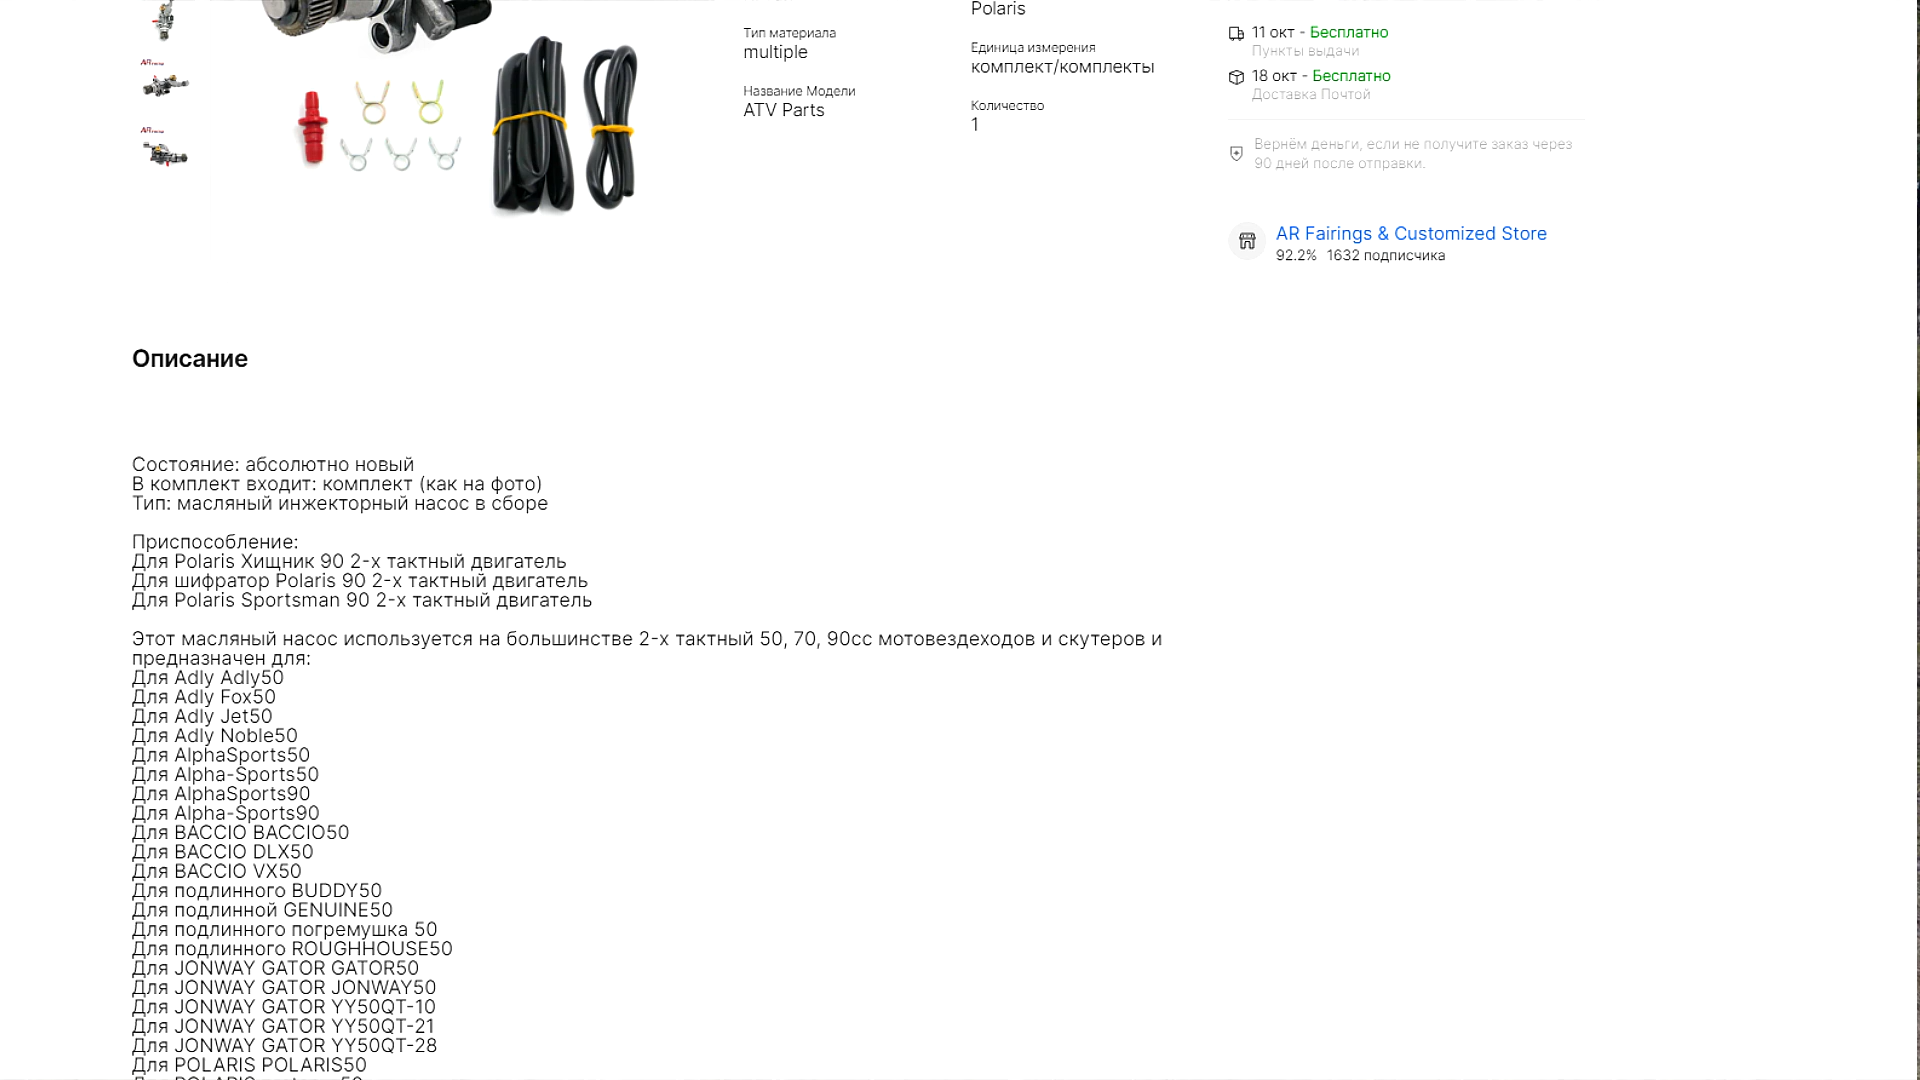 Polaris
Тип материала
multiple
Единица измерения
комплект/комплекты
Название Модели
ATV Parts
Количество
1
11 окт - Бесплатно
Пункты выдачи
18 окт - Бесплатно
Доставка Почтой
Вернём деньги, если не получите заказ через
90 дней после отправки.
AR Fairings & Customized Store
92.2% 1632 подписчика
Описание
Состояние: абсолютно новый
В комплект входит: комплект (как на фото)
Тип: масляный инжекторный насос в сборе
Приспособление:
Для Polaris Хищник 90 2-х тактный двигатель
Для шифратор Polaris 90 2-х тактный двигатель
Для Polaris Sportsman 90 2-х тактный двигатель
Этот масляный насос используется на большинстве 2-х тактный 50, 70, 90cc мотовездеходов и скутеров и
предназначен для:
Для Adly Adly50
Для Adly Fox50
Для Adly Jet50
Для Adly Noble50
Для AlphaSports50
Для Alpha-Sports50
Для AlphaSports90
Для Alpha-Sports90
Для BACCIO BACCIO50
Для BACCIO DLX50
Для BACCIO VX50
Для подлинного BUDDY50
Для подлинной GENUINE50
Для подлинного погремушка 50
Для подлинного ROUGHHOUSE50
Для JONWAY GATOR GATOR50
Для JONWAY GATOR JONWAY50
Для JONWAY GATOR YY50QT-10
Для JONWAY GATOR YY50QT-21
Для JONWAY GATOR YY50QT-28
Для POLARIS POLARIS50